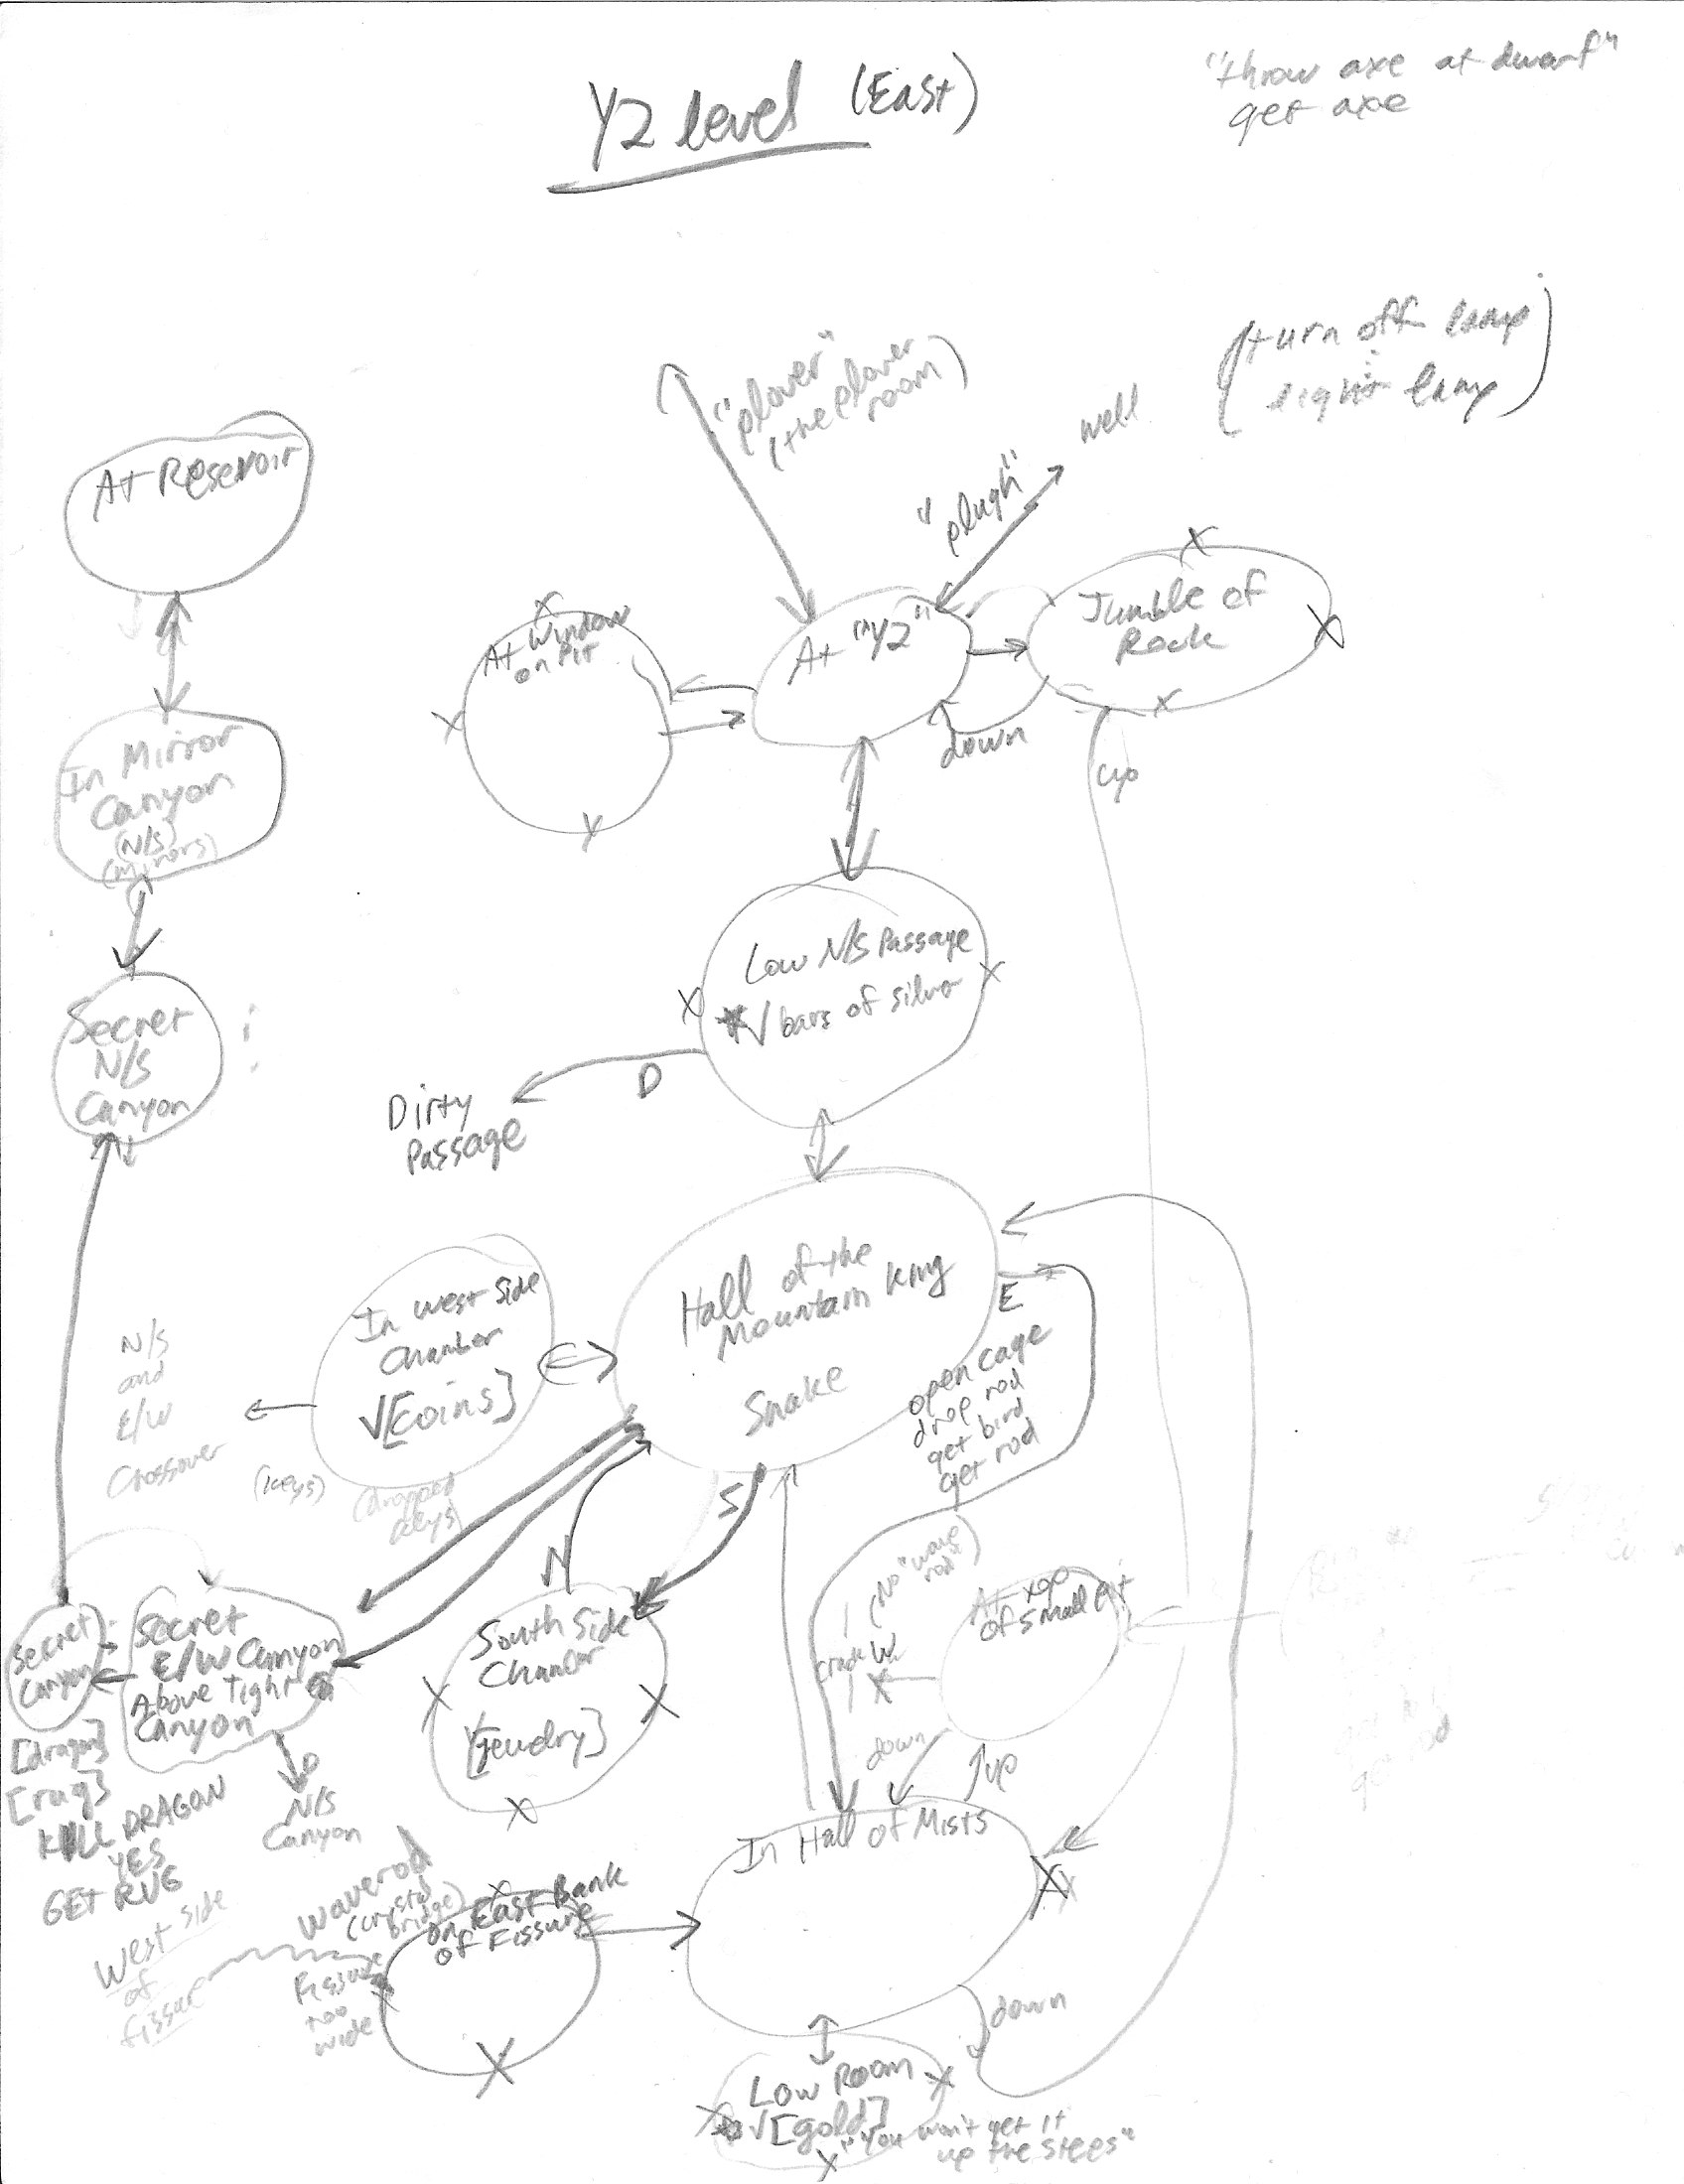 Y2 level (East)
"throw axe at dwarf"
get axe
"plover"
(the plover
room)
"plugh"
well
(turn off lamp
light lamp)
At Reservoir
At Window
on Pit
At "Y2"
Jumble of
Rock
down
up
In Mirror
Canyon
(N/S)
(mirrors)
Low N/S Passage
√ bars of silver
D
Dirty
Passage
Secret
N/S
Canyon
Hall of the
Mountain King
Snake
E
open cage
drop rod
get bird
get rod
In West Side
Chamber
√[coins]
N/S
and
E/W
Crossover
(keys)
(dropped
keys)
N
S
South Side
Chamber
√[jewelry]
Secret
Canyon
[dragon]
[rug]
KILL DRAGON
YES
GET RUG
Secret
E/W Canyon
Above Tight
Canyon
D
N/S
Canyon
(No "wave
rod")
At top
of small Pit
W
down
up
In Hall of Mists
On East Bank
of Fissure
wave rod
(crystal
bridge)
Fissure
too
wide
West side
of
fissure
down
Low Room
√[gold]
"You won't get it
up the steps"